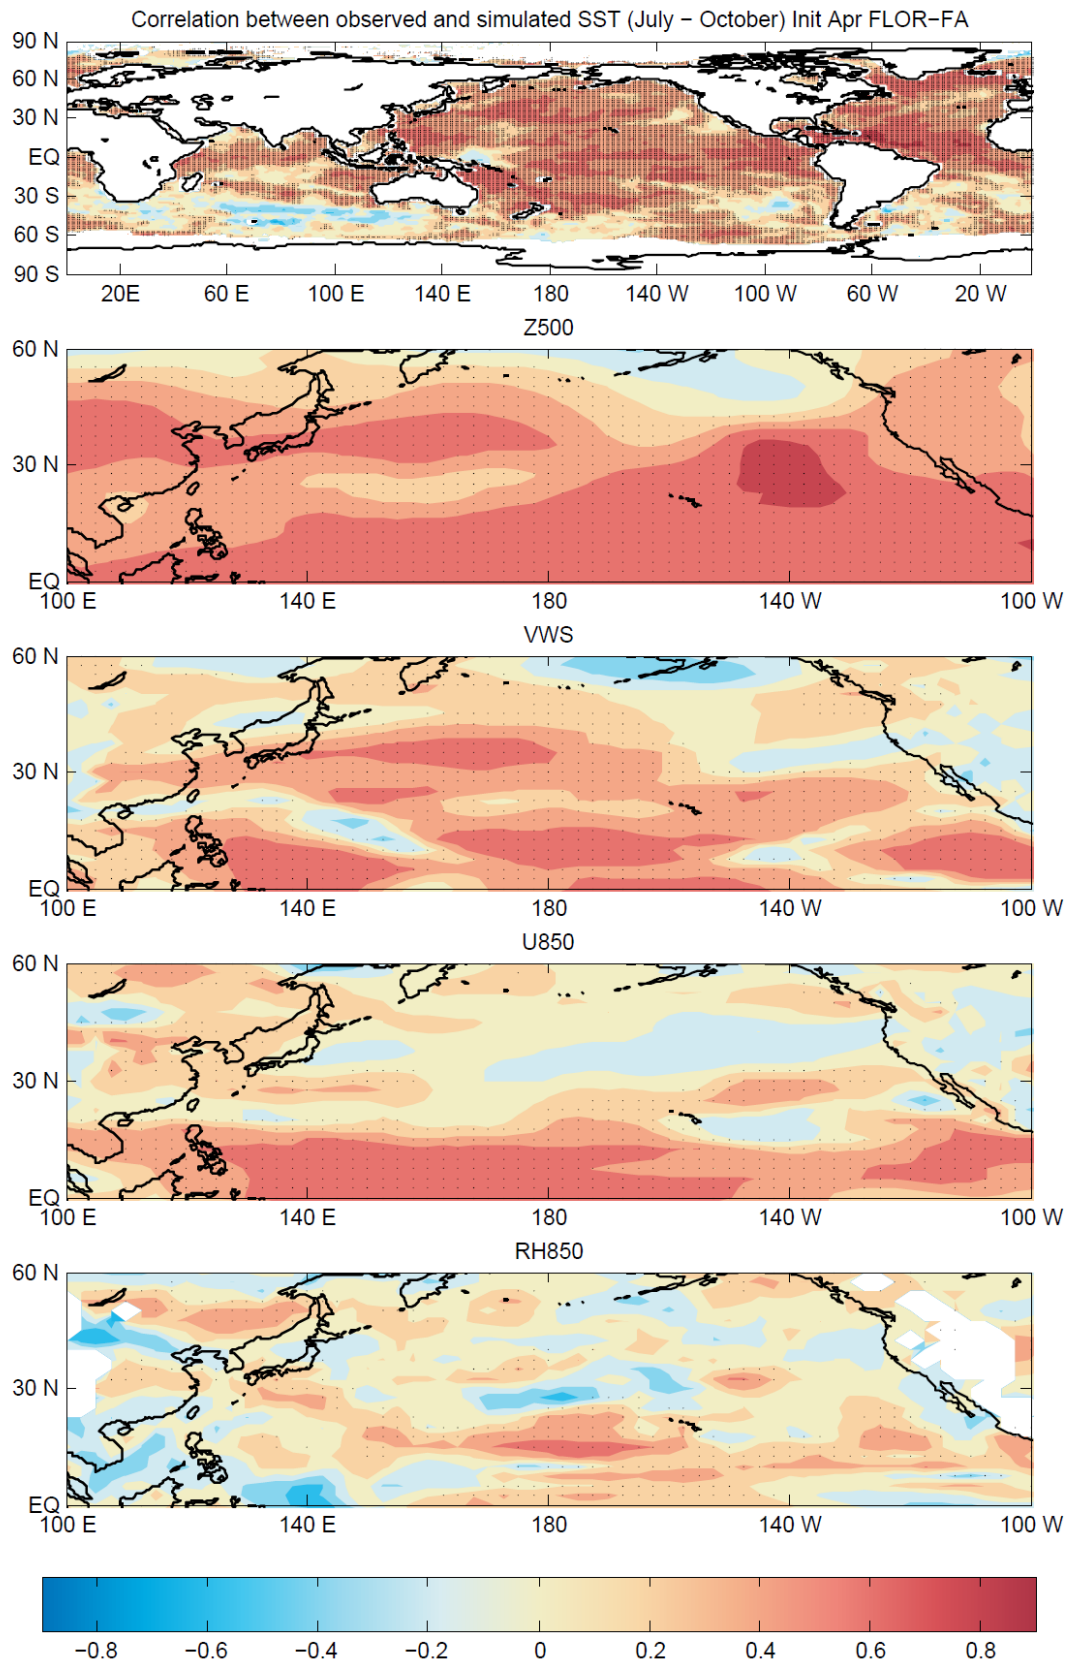 Correlation between observed and simulated SST (July − October) Init Apr FLOR−FA
90 N
60 N
30 N
EQ
30 S
60 S
90 S
20E 60 E 100 E 140 E 180 140 W 100 W 60 W 20 W
Z500
60 N
30 N
EQ
100 E 140 E 180 140 W 100 W
VWS
60 N
30 N
EQ
100 E 140 E 180 140 W 100 W
U850
60 N
30 N
EQ
100 E 140 E 180 140 W 100 W
RH850
60 N
30 N
EQ
100 E 140 E 180 140 W 100 W
−0.8 −0.6 −0.4 −0.2 0 0.2 0.4 0.6 0.8